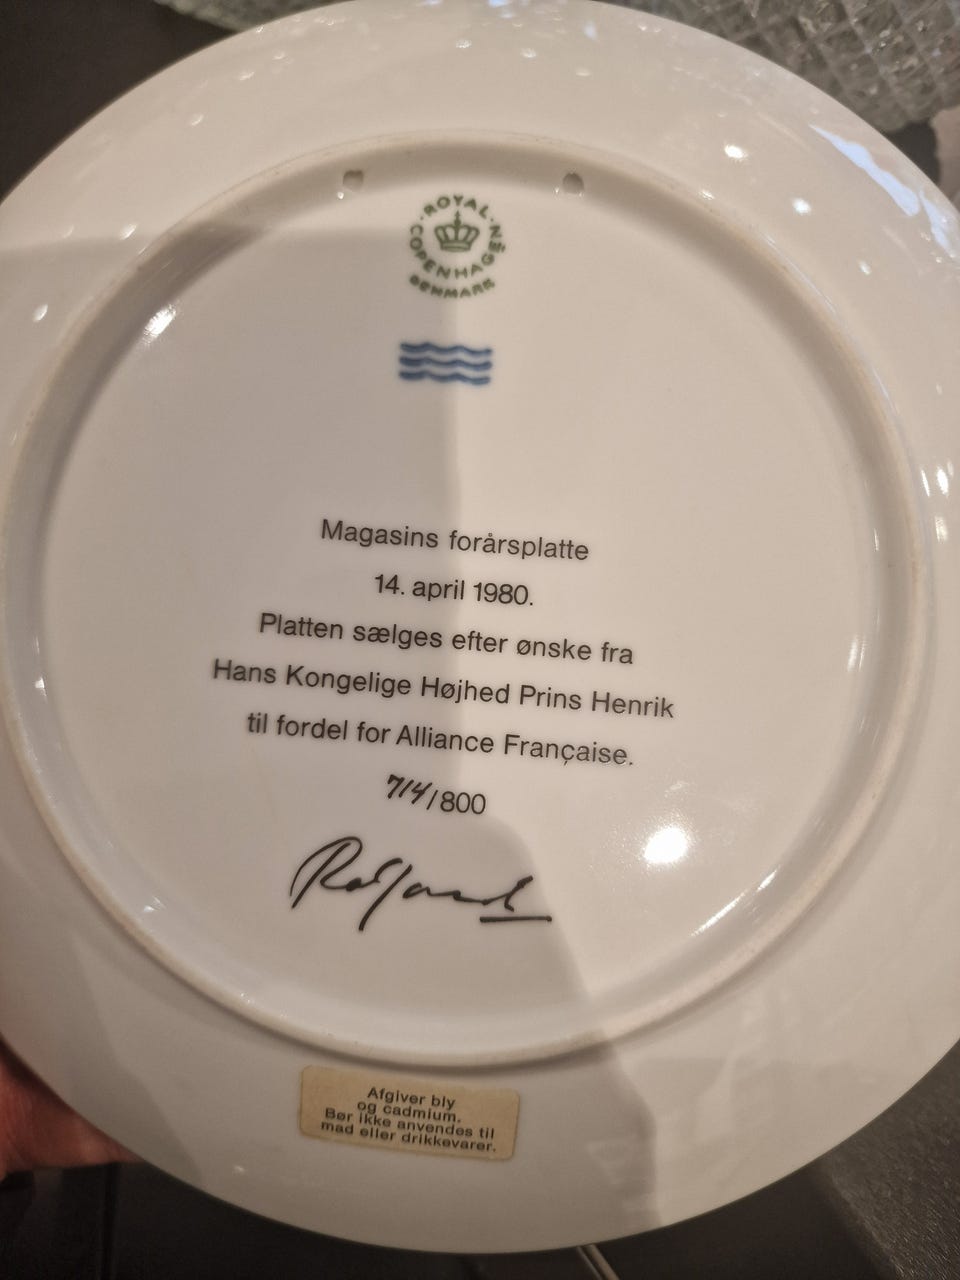 ROYAL COPENHAGEN
DENMARK
Magasins forårsplatte
14. april 1980.
Platten sælges efter ønske fra
Hans Kongelige Højhed Prins Henrik
til fordel for Alliance Française.
714/800
Afgiver bly
og cadmium.
Bør ikke anvendes til
mad eller drikkevarer.